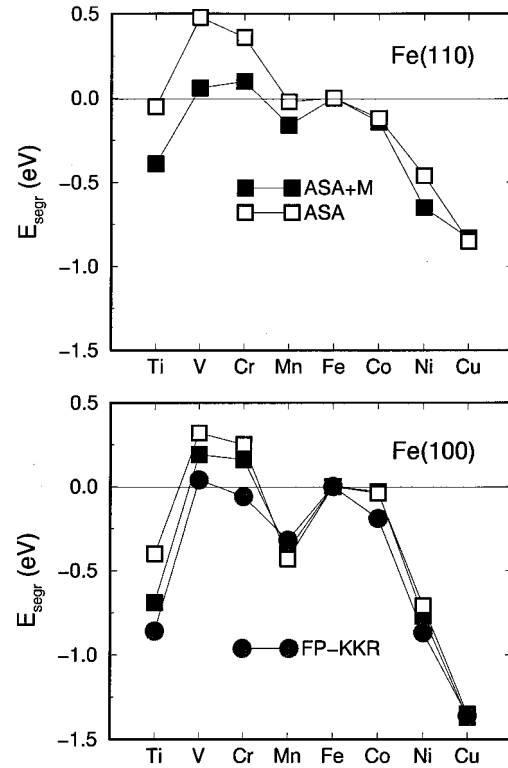 0.5
Fe(110)
0.0
−0.5
ASA+M
ASA
−1.0
−1.5
E segr (eV)
Ti V Cr Mn Fe Co Ni Cu
0.5
Fe(100)
0.0
−0.5
−1.0
FP−KKR
−1.5
E segr (eV)
Ti V Cr Mn Fe Co Ni Cu